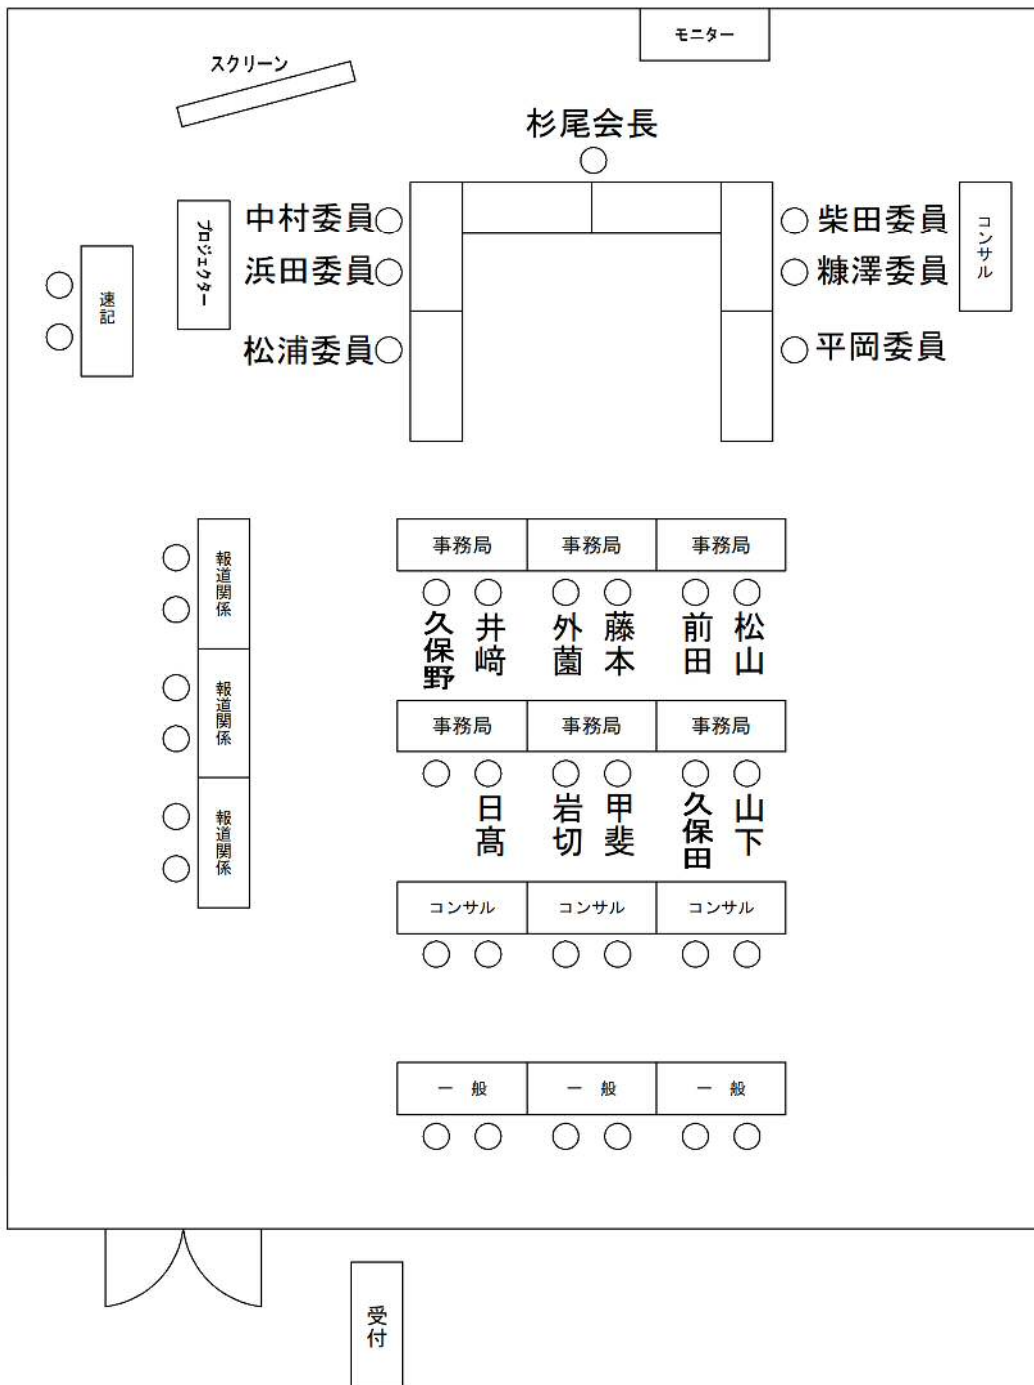 モニター
スクリーン
杉尾会長
中村委員
柴田委員
コンサル
プロジェクター
浜田委員
糠澤委員
速記
松浦委員
平岡委員
報道関係
報道関係
報道関係
事務局
事務局
事務局
久保野
井﨑
外薗
藤本
前田
松山
事務局
事務局
事務局
日髙
岩切
甲斐
久保田
山下
コンサル
コンサル
コンサル
一 般
一 般
一 般
受付